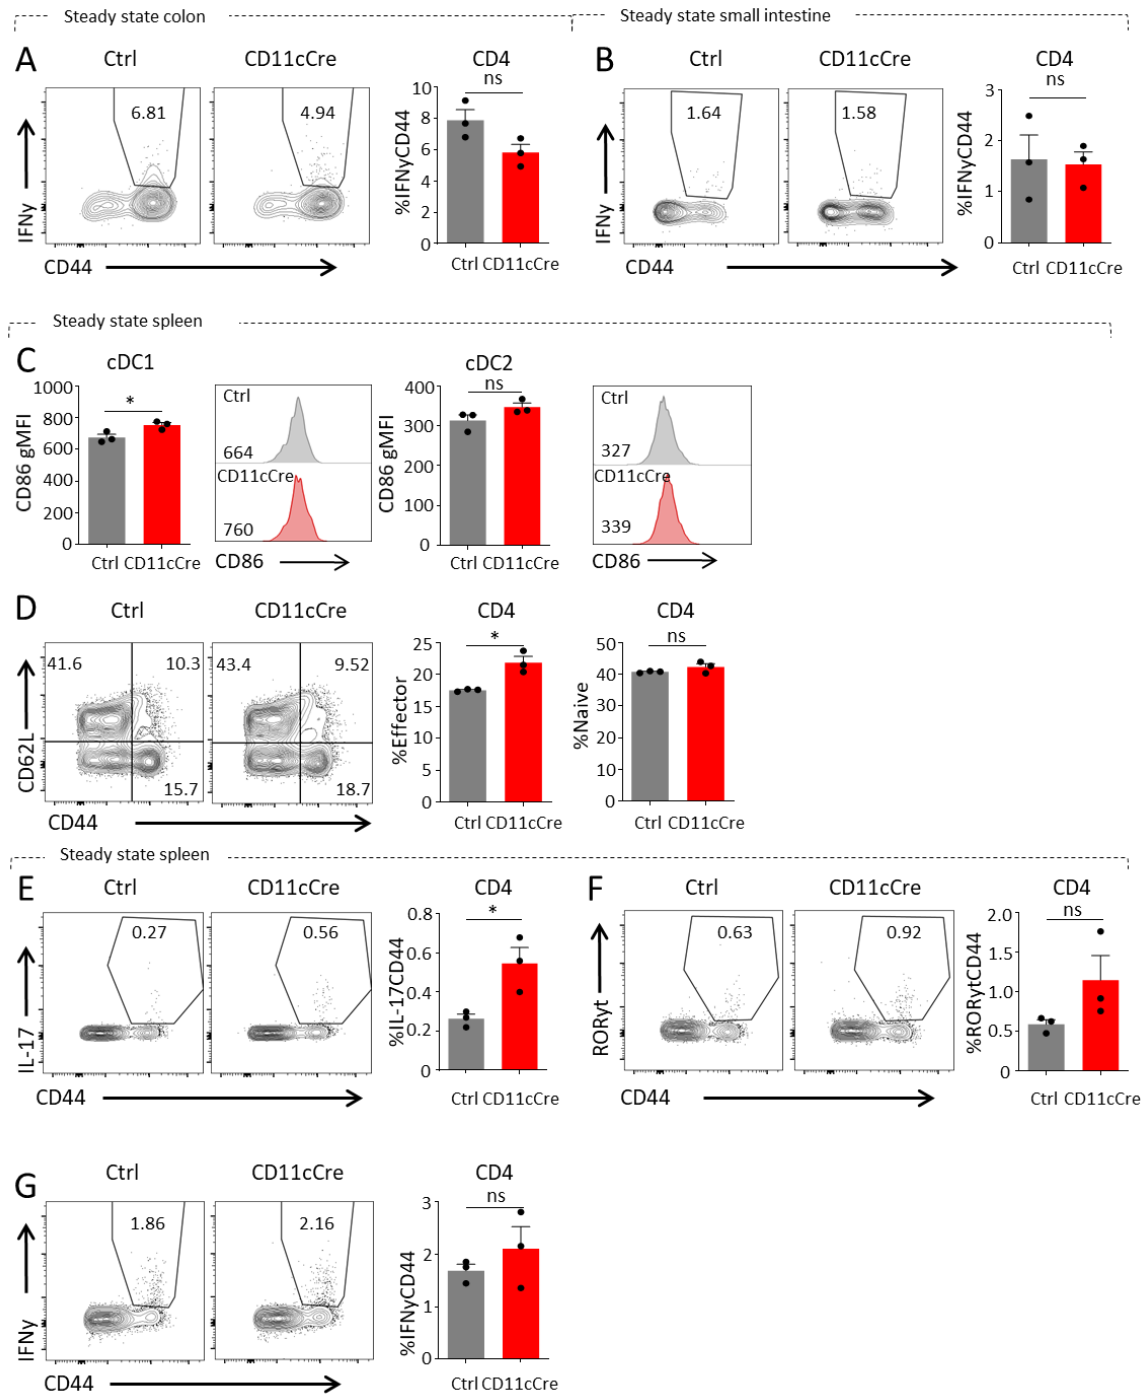 Steady state colon
Steady state small intestine
A
Ctrl
CD11cCre
CD4
6.81
4.94
ns
10
8
6
4
2
0
%IFNyCD44
IFNy
CD44
Ctrl CD11cCre
B
Ctrl
CD11cCre
CD4
1.64
1.58
ns
3
2
1
0
%IFNyCD44
IFNy
CD44
Ctrl CD11cCre
Steady state spleen
C
cDC1
*
1000
800
600
400
200
0
CD86 gMFI
Ctrl CD11cCre
Ctrl
664
CD11cCre
760
CD86
cDC2
ns
400
300
200
100
0
CD86 gMFI
Ctrl CD11cCre
Ctrl
327
CD11cCre
339
CD86
D
Ctrl
CD11cCre
41.6
10.3
15.7
43.4
9.52
18.7
CD62L
CD44
CD4
*
25
20
15
10
5
0
%Effector
Ctrl CD11cCre
CD4
ns
50
40
30
20
10
0
%Naive
Ctrl CD11cCre
Steady state spleen
E
Ctrl
CD11cCre
CD4
0.27
0.56
*
0.8
0.6
0.4
0.2
0
%IL-17CD44
IL-17
CD44
Ctrl CD11cCre
F
Ctrl
CD11cCre
CD4
0.63
0.92
ns
2.0
1.5
1.0
0.5
0
%RORytCD44
RORyt
CD44
Ctrl CD11cCre
G
Ctrl
CD11cCre
CD4
1.86
2.16
ns
3
2
1
0
%IFNyCD44
IFNy
CD44
Ctrl CD11cCre